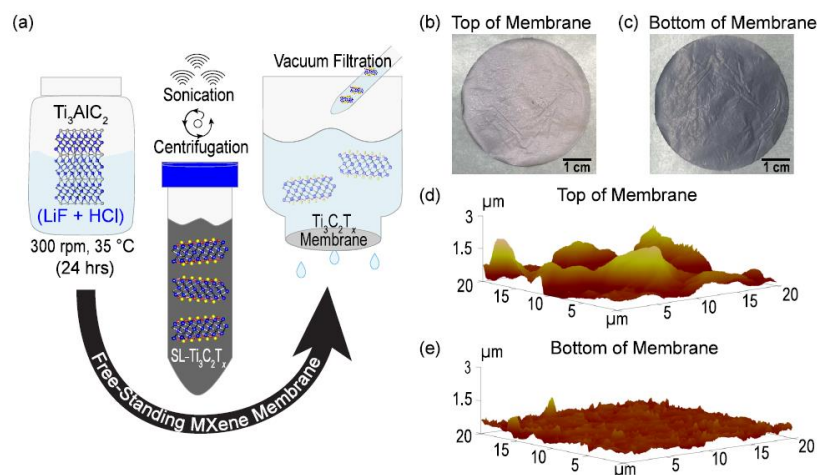 (a)
Ti₃AlC₂
(LiF + HCl)
300 rpm, 35 °C
(24 hrs)
Sonication
Centrifugation
SL-Ti₃C₂Tₓ
Vacuum Filtration
Ti₃C₂Tₓ
Membrane
Free-Standing MXene Membrane
(b)
Top of Membrane
1 cm
(c)
Bottom of Membrane
1 cm
(d)
Top of Membrane
µm
3
1.5
20
15
10
5
µm
5
10
15
20
(e)
Bottom of Membrane
µm
3
1.5
20
15
10
5
µm
5
10
15
20